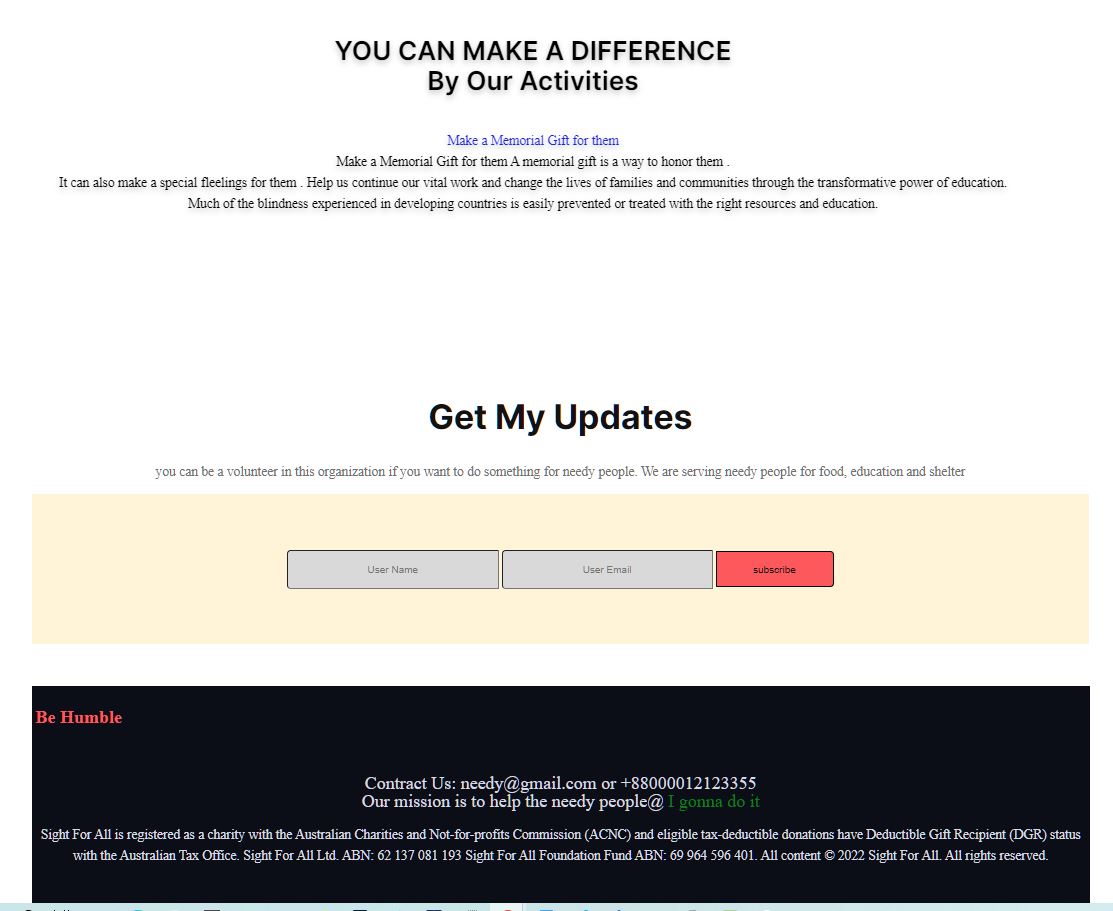 YOU CAN MAKE A DIFFERENCE
By Our Activities
Make a Memorial Gift for them
Make a Memorial Gift for them A memorial gift is a way to honor them .
It can also make a special fleelings for them . Help us continue our vital work and change the lives of families and communities through the transformative power of education.
Much of the blindness experienced in developing countries is easily prevented or treated with the right resources and education.
Get My Updates
you can be a volunteer in this organization if you want to do something for needy people. We are serving needy people for food, education and shelter
User Name User Email subscribe
Be Humble
Contract Us: needy@gmail.com or +88000012123355
Our mission is to help the needy people@ I gonna do it
Sight For All is registered as a charity with the Australian Charities and Not-for-profits Commission (ACNC) and eligible tax-deductible donations have Deductible Gift Recipient (DGR) status
with the Australian Tax Office. Sight For All Ltd. ABN: 62 137 081 193 Sight For All Foundation Fund ABN: 69 964 596 401. All content © 2022 Sight For All. All rights reserved.